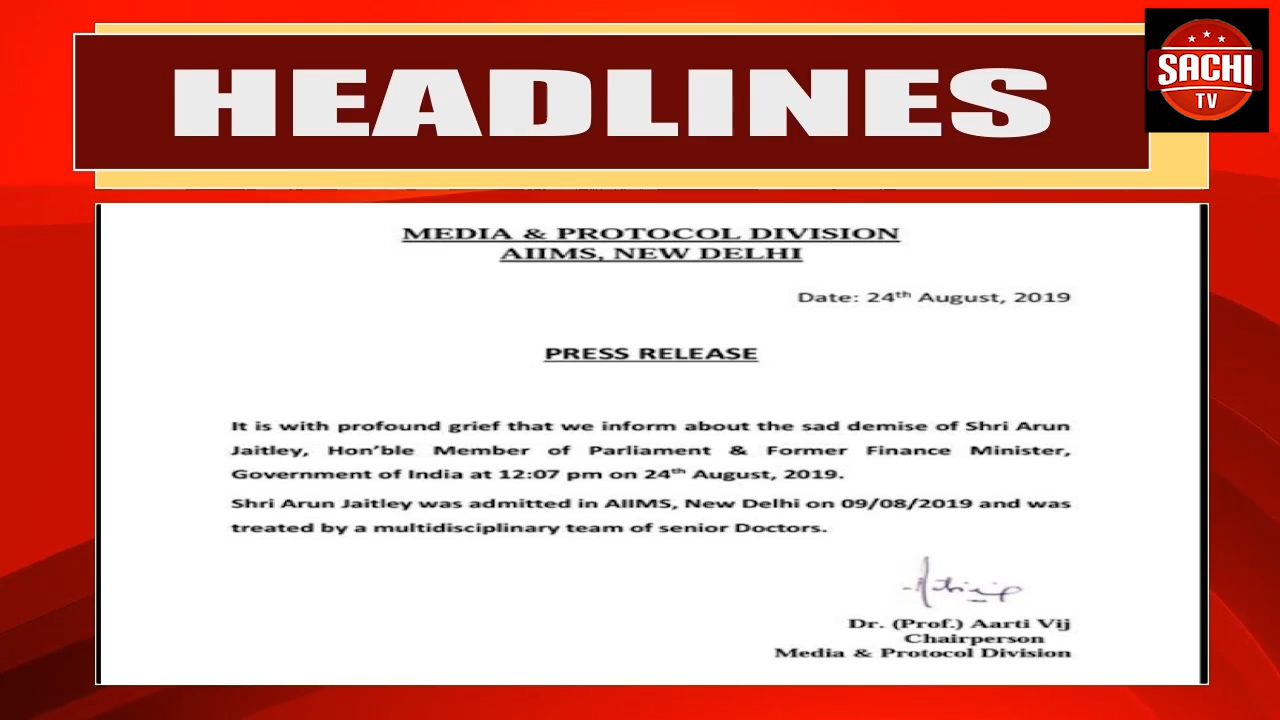 HEADLINES
SACHI
TV
MEDIA & PROTOCOL DIVISION
AIIMS, NEW DELHI
Date: 24th August, 2019
PRESS RELEASE
It is with profound grief that we inform about the sad demise of Shri Arun
Jaitley, Hon'ble Member of Parliament & Former Finance Minister,
Government of India at 12:07 pm on 24th August, 2019.
Shri Arun Jaitley was admitted in AIIMS, New Delhi on 09/08/2019 and was
treated by a multidisciplinary team of senior Doctors.
Dr. (Prof.) Aarti Vij
Chairperson
Media & Protocol Division